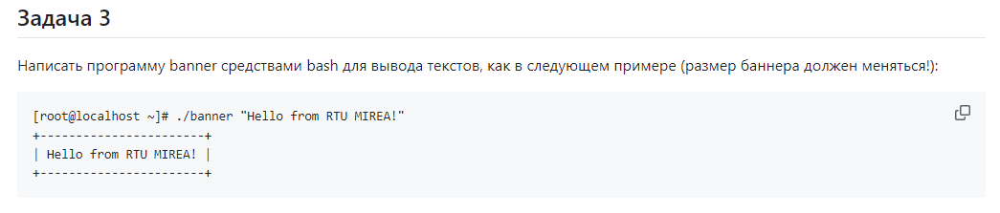 Задача 3
Написать программу banner средствами bash для вывода текстов, как в следующем примере (размер баннера должен меняться!):
[root@localhost ~]# ./banner "Hello from RTU MIREA!"
+-----------------------+
| Hello from RTU MIREA! |
+-----------------------+